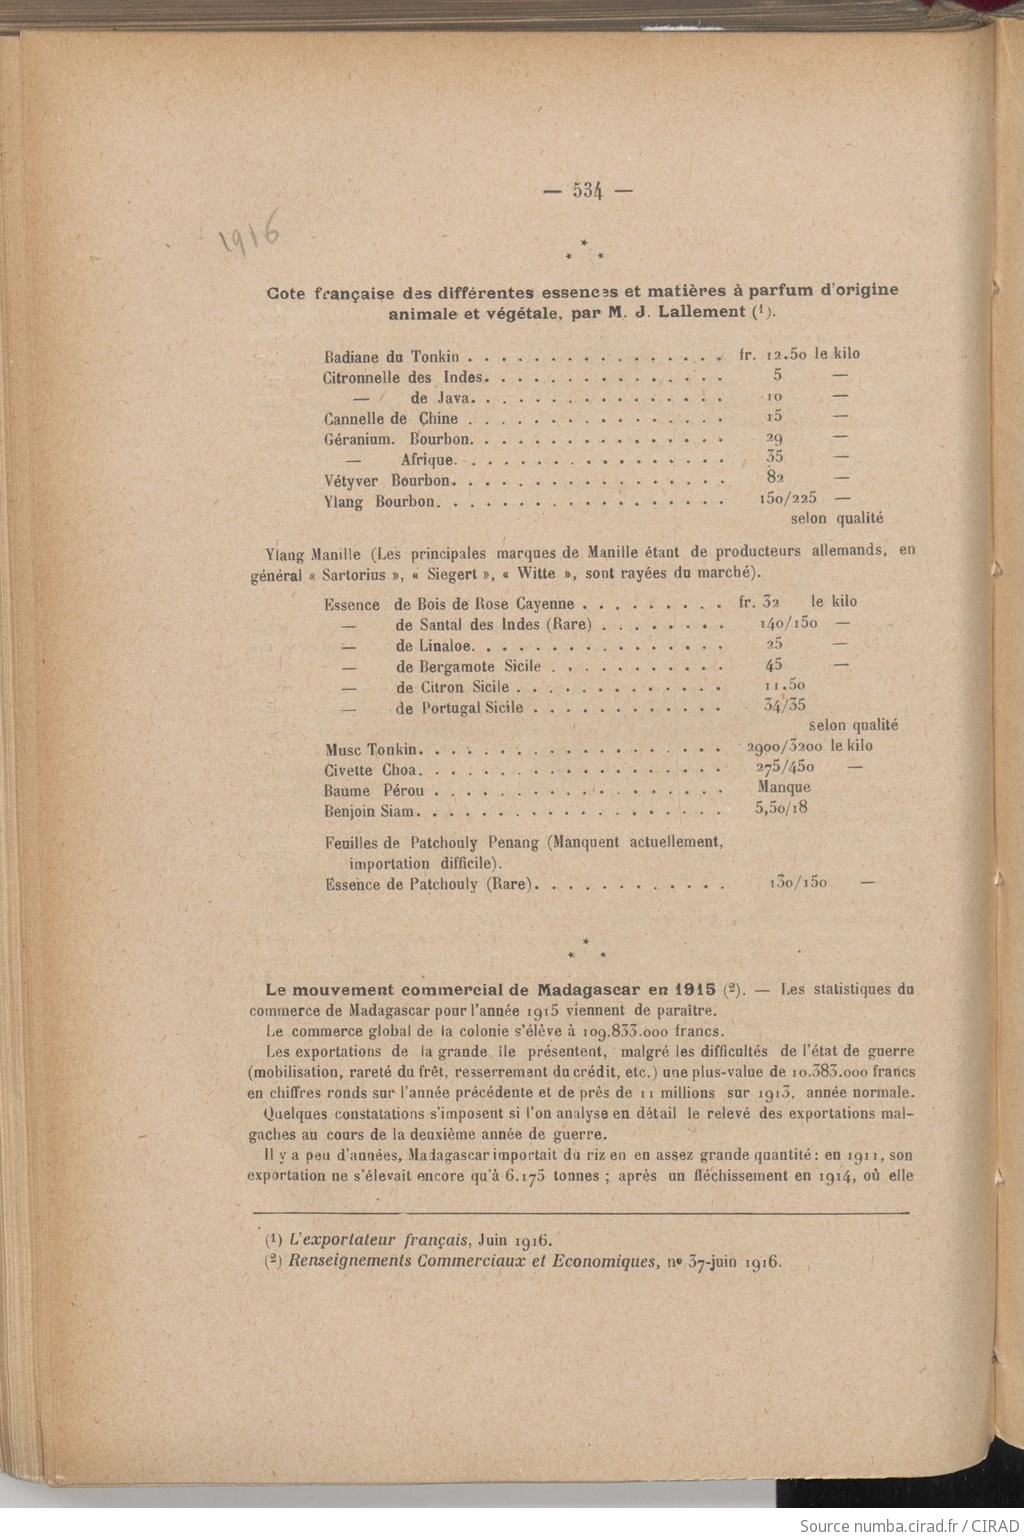 — 534 —
1916
* * *
Cote française des différentes essences et matières à parfum d'origine
animale et végétale, par M. J. Lallement (1).
Badiane du Tonkin . . . . . . . . . . . . . . . . fr. 12.50 le kilo
Citronnelle des Indes. . . . . . . . . . . . . . . 5 —
— de Java. . . . . . . . . . . . . . . . 10 —
Cannelle de Chine . . . . . . . . . . . . . . . . 15 —
Géranium. Bourbon. . . . . . . . . . . . . . . . 29 —
— Afrique. . . . . . . . . . . . . . . . . 35 —
Vétyver Bourbon. . . . . . . . . . . . . . . . . 82 —
Ylang Bourbon. . . . . . . . . . . . . . . . . . 150/225 —
selon qualité
Ylang Manille (Les principales marques de Manille étant de producteurs allemands, en
général « Sartorius », « Siegert », « Witte », sont rayées du marché).
Essence de Bois de Rose Cayenne . . . . . . . . . fr. 32 le kilo
— de Santal des Indes (Rare) . . . . . . . . 140/150 —
— de Linaloe. . . . . . . . . . . . . . . . 25 —
— de Bergamote Sicile . . . . . . . . . . . 45 —
— de Citron Sicile . . . . . . . . . . . . . 11.50
— de Portugal Sicile . . . . . . . . . . . . 34/35
selon qualité
Musc Tonkin. . . . . . . . . . . . . . . . . . . 2900/3200 le kilo
Civette Choa. . . . . . . . . . . . . . . . . . . 275/450 —
Baume Pérou . . . . . . . . . . . . . . . . . . Manque
Benjoin Siam. . . . . . . . . . . . . . . . . . . 5,50/18
Feuilles de Patchouly Penang (Manquent actuellement,
importation difficile).
Essence de Patchouly (Rare). . . . . . . . . . . . 130/150 —
* * *
Le mouvement commercial de Madagascar en 1915 (2). — Les statistiques du
commerce de Madagascar pour l'année 1915 viennent de paraître.
Le commerce global de la colonie s'élève à 109.833.000 francs.
Les exportations de la grande île présentent, malgré les difficultés de l'état de guerre
(mobilisation, rareté du frêt, resserrement du crédit, etc.) une plus-value de 10.383.000 francs
en chiffres ronds sur l'année précédente et de près de 11 millions sur 1913, année normale.
Quelques constatations s'imposent si l'on analyse en détail le relevé des exportations mal-
gaches au cours de la deuxième année de guerre.
Il y a peu d'années, Madagascar importait du riz en en assez grande quantité: en 1911, son
exportation ne s'élevait encore qu'à 6.175 tonnes ; après un fléchissement en 1914, où elle
(1) L'exportateur français, Juin 1916.
(2) Renseignements Commerciaux et Economiques, no 37-juin 1916.
Source numba.cirad.fr / CIRAD